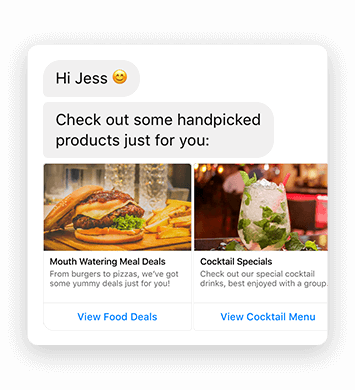 Hi Jess 😊
Check out some handpicked
products just for you:
Mouth Watering Meal Deals
From burgers to pizzas, we've got
some yummy deals just for you!
View Food Deals
Cocktail Specials
Check out our special cocktail
drinks, best enjoyed with a group
View Cocktail Menu